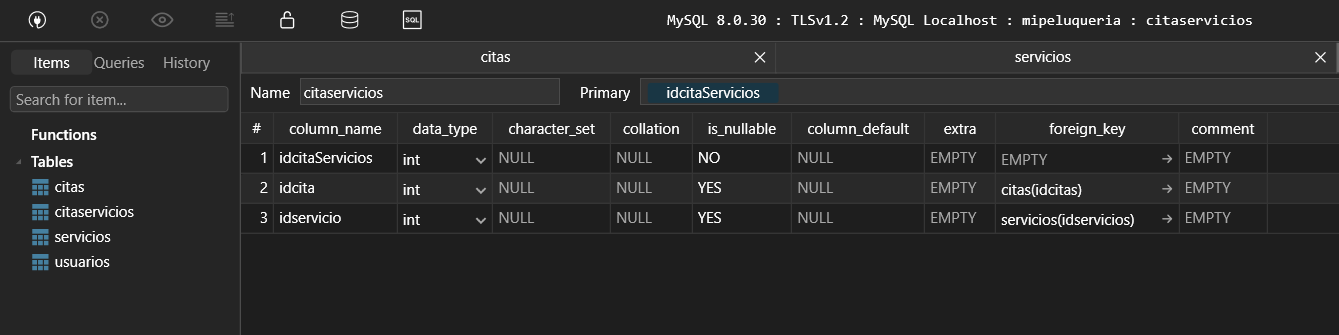 SQL
MySQL 8.0.30 : TLSv1.2 : MySQL Localhost : mipeluqueria : citaservicios
Items Queries History
citas servicios
Search for item...
Name citaservicios Primary idcitaServicios
Functions
Tables
citas
citaservicios
servicios
usuarios
# column_name data_type character_set collation is_nullable column_default extra foreign_key comment
1 idcitaServicios int NULL NULL NO NULL EMPTY EMPTY EMPTY
2 idcita int NULL NULL YES NULL EMPTY citas(idcitas) EMPTY
3 idservicio int NULL NULL YES NULL EMPTY servicios(idservicios) EMPTY